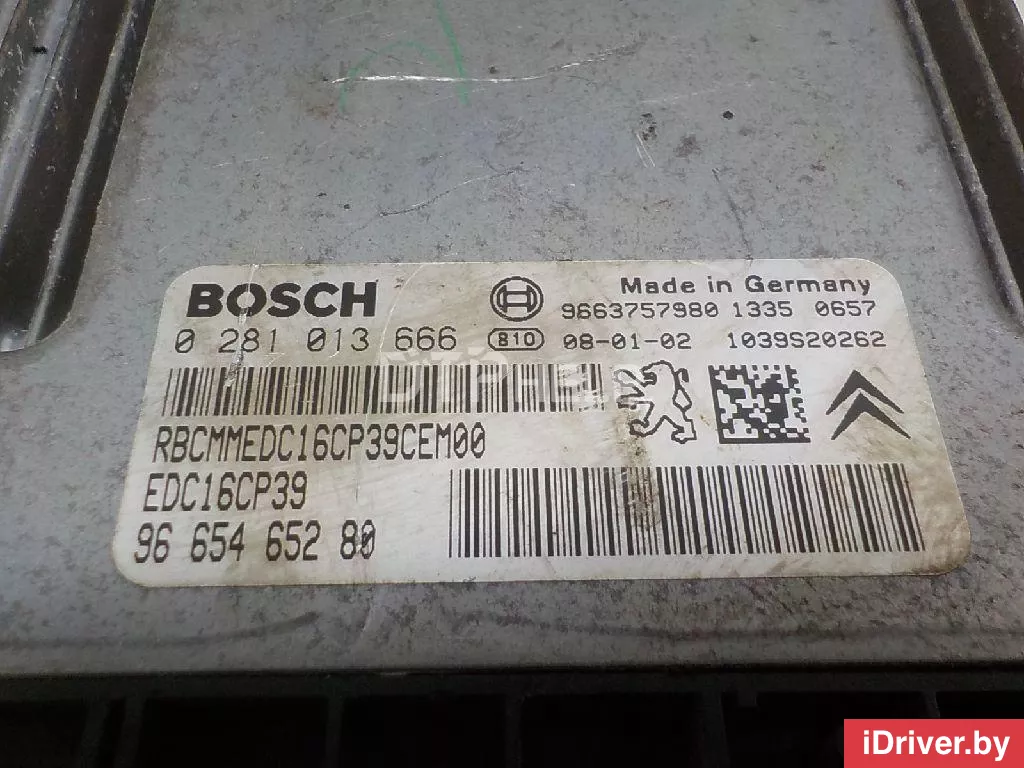 BOSCH
Made in Germany
9663757980 1335 0657
0 281 013 666
B10 08-01-02 1039S20262
RBCMMEDC16CP39CEM00
EDC16CP39
96 654 652 80
iDriver.by